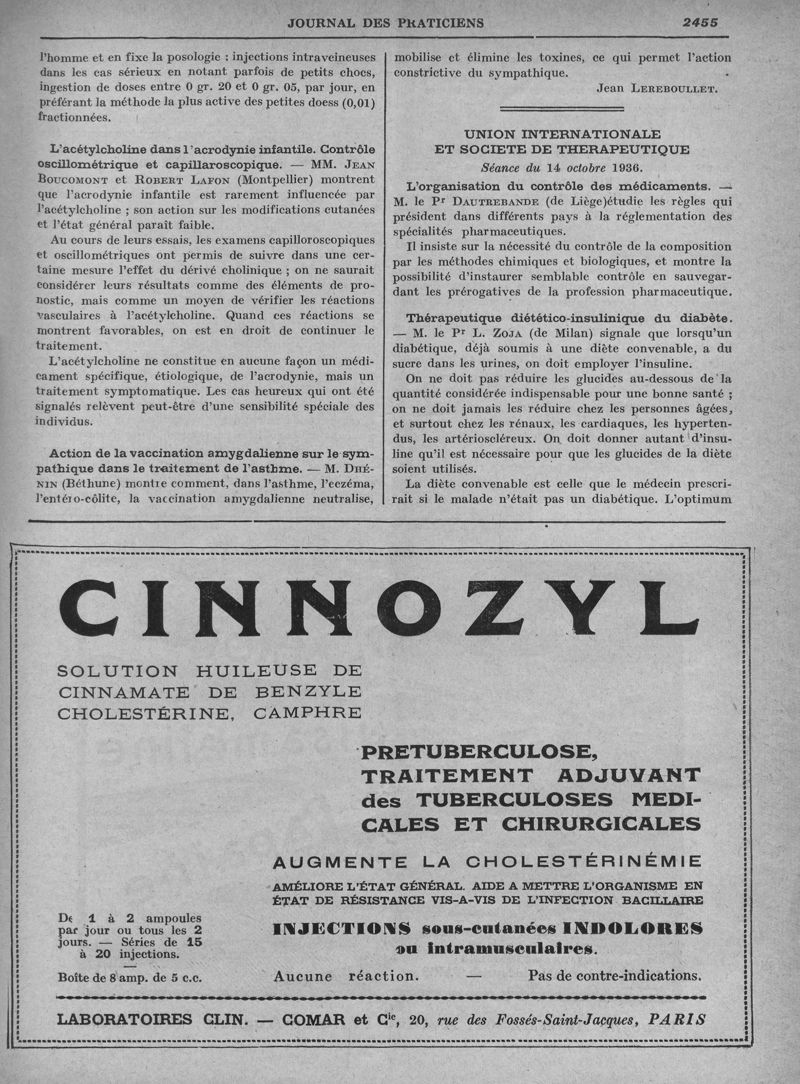 JOURNAL DES PRATICIENS 2455
l'homme et en fixe la posologie : injections intraveineuses
dans les cas sérieux en notant parfois de petits chocs,
ingestion de doses entre 0 gr. 20 et 0 gr. 05, par jour, en
préférant la méthode la plus active des petites doess (0,01)
fractionnées.
L'acétylcholine dans l'acrodynie infantile. Contrôle
oscillométrique et capillaroscopique. — MM. JEAN
BOUCOMONT et ROBERT LAFON (Montpellier) montrent
que l'acrodynie infantile est rarement influencée par
l'acétylcholine ; son action sur les modifications cutanées
et l'état général paraît faible.
Au cours de leurs essais, les examens capilloroscopiques
et oscillométriques ont permis de suivre dans une cer-
taine mesure l'effet du dérivé cholinique ; on ne saurait
considérer leurs résultats comme des éléments de pro-
nostic, mais comme un moyen de vérifier les réactions
vasculaires à l'acétylcholine. Quand ces réactions se
montrent favorables, on est en droit de continuer le
traitement.
L'acétylcholine ne constitue en aucune façon un médi-
cament spécifique, étiologique, de l'acrodynie, mais un
traitement symptomatique. Les cas heureux qui ont été
signalés relèvent peut-être d'une sensibilité spéciale des
individus.
Action de la vaccination amygdalienne sur le sym-
pathique dans le traitement de l'asthme. — M. DHÉ-
NIN (Béthune) montre comment, dans l'asthme, l'eczéma,
l'entéro-côlite, la vaccination amygdalienne neutralise,
mobilise et élimine les toxines, ce qui permet l'action
constrictive du sympathique.
Jean LEREBOULLET.
UNION INTERNATIONALE
ET SOCIETE DE THERAPEUTIQUE
Séance du 14 octobre 1936.
L'organisation du contrôle des médicaments. —
M. le Pr DAUTREBANDE (de Liège)étudie les règles qui
président dans différents pays à la réglementation des
spécialités pharmaceutiques.
Il insiste sur la nécessité du contrôle de la composition
par les méthodes chimiques et biologiques, et montre la
possibilité d'instaurer semblable contrôle en sauvegar-
dant les prérogatives de la profession pharmaceutique.
Thérapeutique diétético-insulinique du diabète.
— M. le Pr L. ZOJA (de Milan) signale que lorsqu'un
diabétique, déjà soumis à une diète convenable, a du
sucre dans les urines, on doit employer l'insuline.
On ne doit pas réduire les glucides au-dessous de la
quantité considérée indispensable pour une bonne santé ;
on ne doit jamais les réduire chez les personnes âgées,
et surtout chez les rénaux, les cardiaques, les hyperten-
dus, les artérioscléreux. On doit donner autant d'insu-
line qu'il est nécessaire pour que les glucides de la diète
soient utilisés.
La diète convenable est celle que le médecin prescri-
rait si le malade n'était pas un diabétique. L'optimum
CINNOZYL
SOLUTION HUILEUSE DE
CINNAMATE DE BENZYLE
CHOLESTÉRINE, CAMPHRE
PRETUBERCULOSE,
TRAITEMENT ADJUVANT
des TUBERCULOSES MEDI-
CALES ET CHIRURGICALES
AUGMENTE LA CHOLESTÉRINÉMIE
AMÉLIORE L'ÉTAT GÉNÉRAL. AIDE A METTRE L'ORGANISME EN
ÉTAT DE RÉSISTANCE VIS-A-VIS DE L'INFECTION BACILLAIRE
De 1 à 2 ampoules
par jour ou tous les 2
jours. — Séries de 15
à 20 injections.
—
Boîte de 8 amp. de 5 c.c.
INJECTIONS sous-cutanées INDOLORES
ou intramusculaires.
Aucune réaction. — Pas de contre-indications.
LABORATOIRES CLIN. — COMAR et Cie, 20, rue des Fossés-Saint-Jacques, PARIS